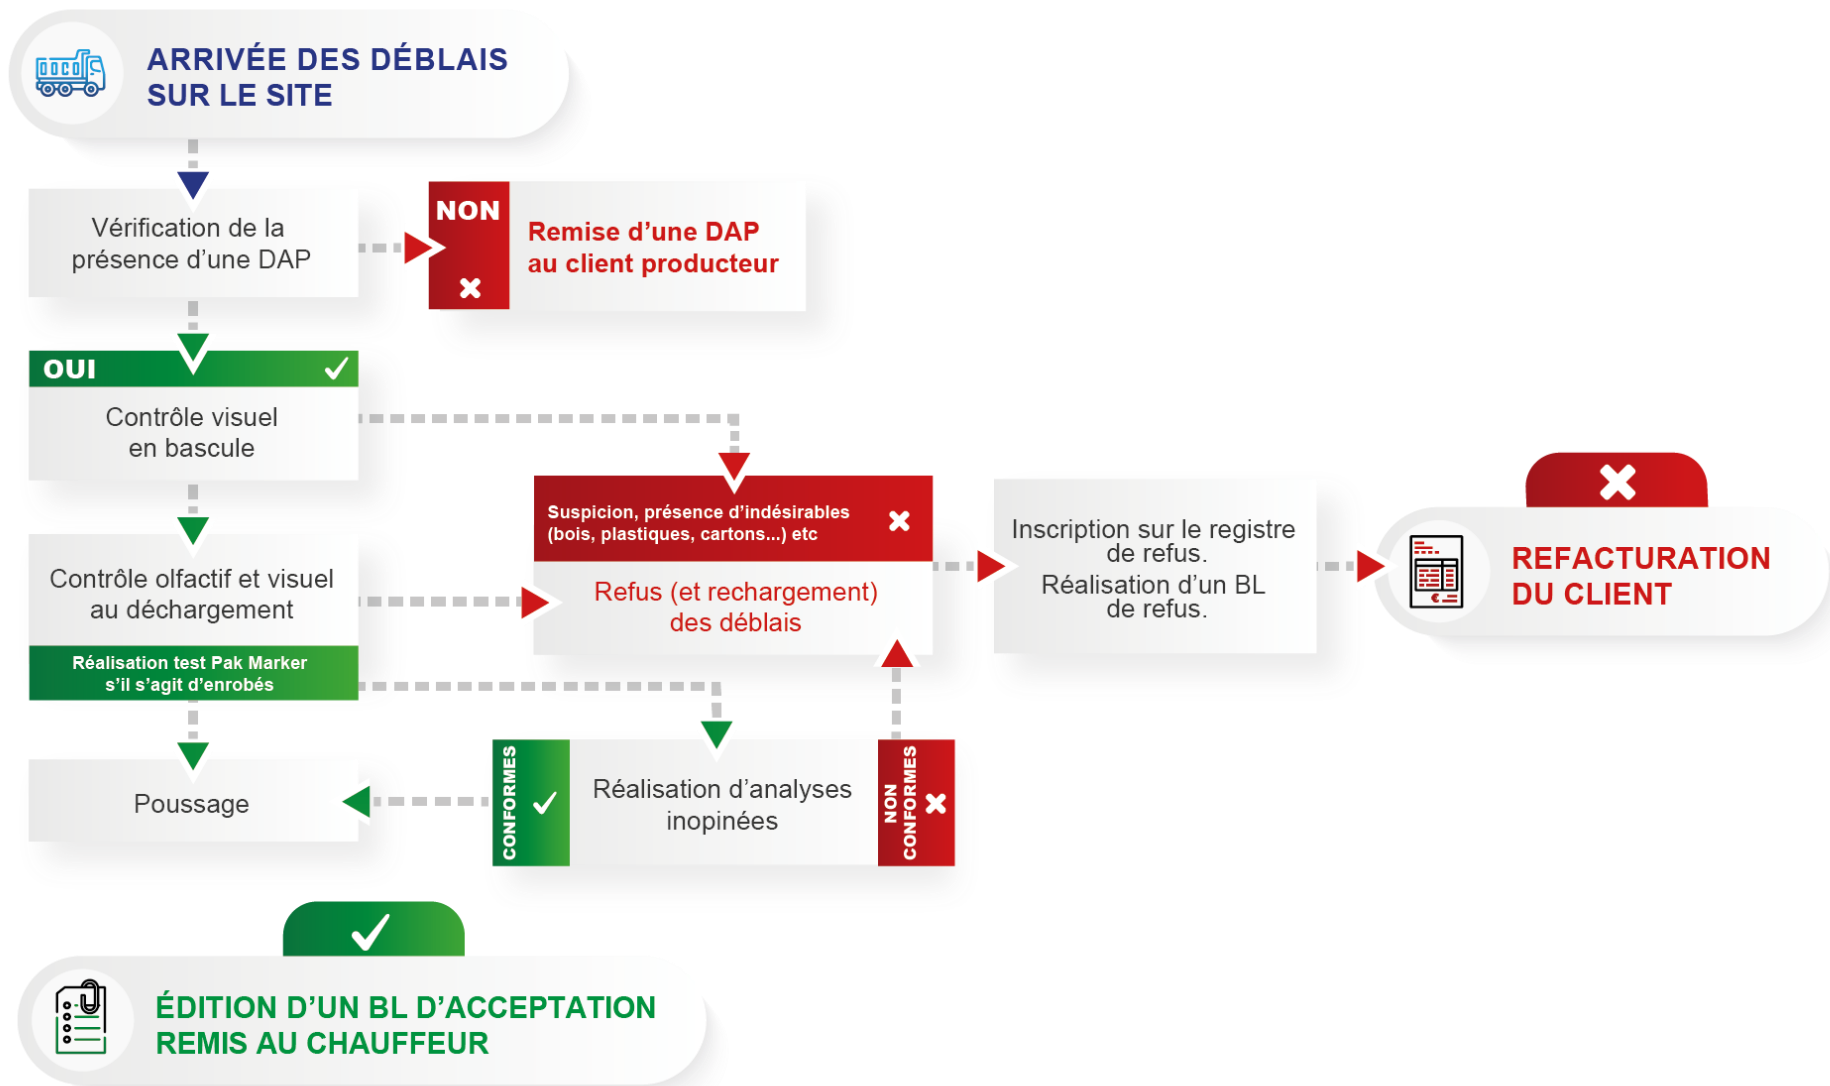 ARRIVÉE DES DÉBLAIS
SUR LE SITE
Vérification de la
présence d’une DAP
NON
Remise d’une DAP
au client producteur
OUI
Contrôle visuel
en bascule
Suspicion, présence d’indésirables
(bois, plastiques, cartons...) etc
Refus (et rechargement)
des déblais
Inscription sur le registre
de refus.
Réalisation d’un BL
de refus.
REFACTURATION
DU CLIENT
Contrôle olfactif et visuel
au déchargement
Réalisation test Pak Marker
s’il s’agit d’enrobés
Poussage
CONFORMES
Réalisation d’analyses
inopinées
NON
CONFORMES
ÉDITION D’UN BL D’ACCEPTATION
REMIS AU CHAUFFEUR